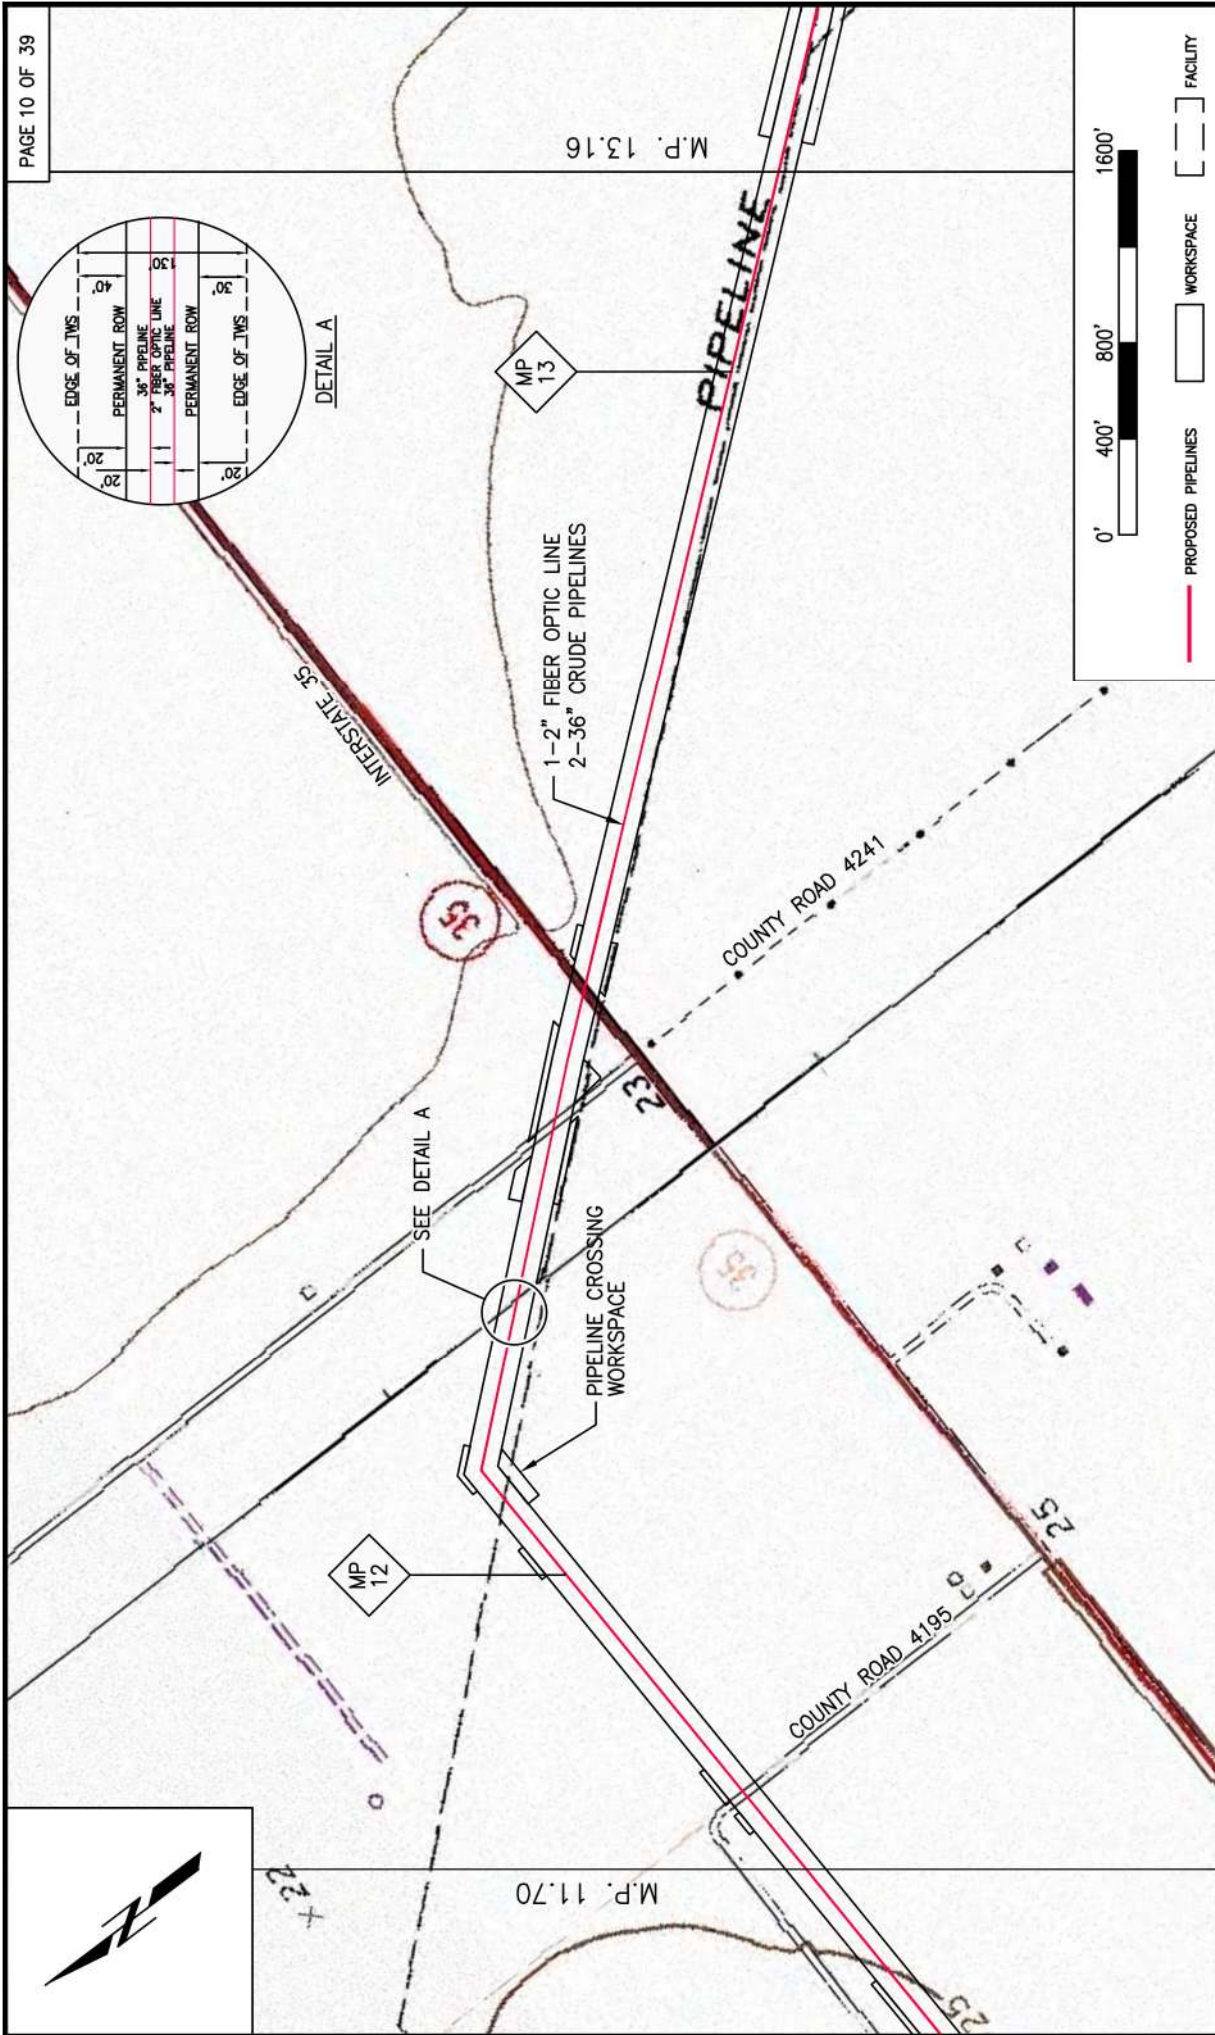 PAGE 10 OF 39
EDGE OF TWS
PERMANENT ROW
36" PIPELINE
2" FIBER OPTIC LINE
36" PIPELINE
PERMANENT ROW
EDGE OF TWS
20'
20'
20'
40'
130'
30'
DETAIL A
INTERSTATE 35
35
M.P. 13.16
MP
13
PIPELINE
1-2" FIBER OPTIC LINE
2-36" CRUDE PIPELINES
SEE DETAIL A
23
COUNTY ROAD 4241
PIPELINE CROSSING
WORKSPACE
35
MP
12
25
COUNTY ROAD 4195
×22
M.P. 11.70
25
0'
400'
800'
1600'
PROPOSED PIPELINES
WORKSPACE
FACILITY